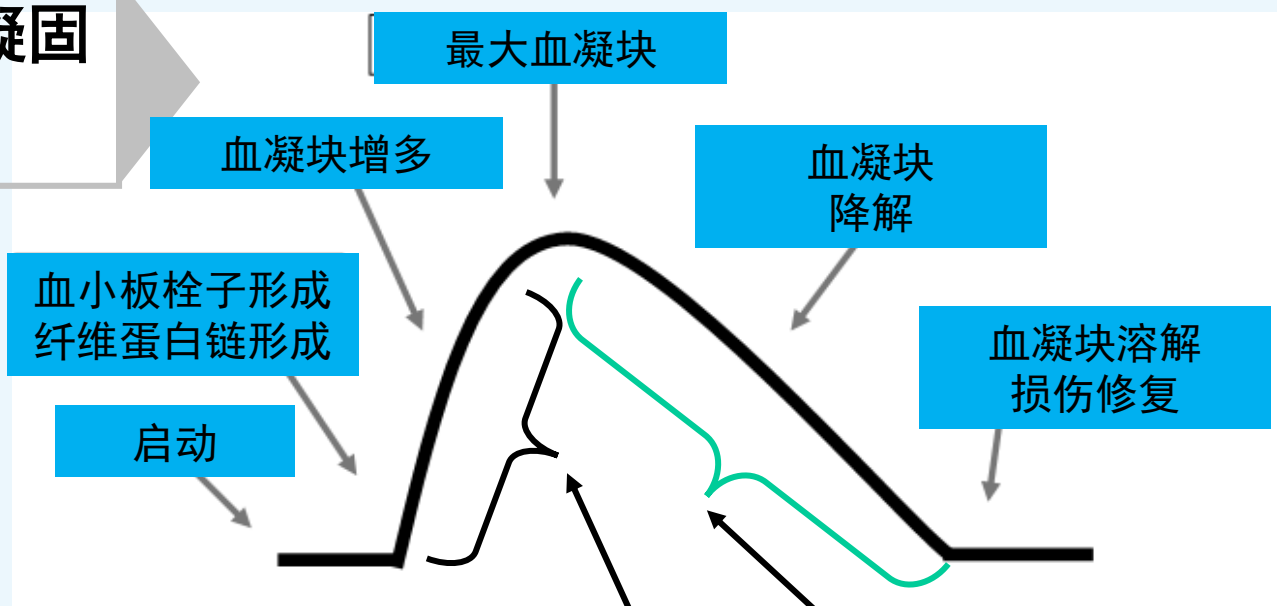 凝固
最大血凝块
血凝块增多
血凝块
降解
血小板栓子形成
纤维蛋白链形成
血凝块溶解
损伤修复
启动